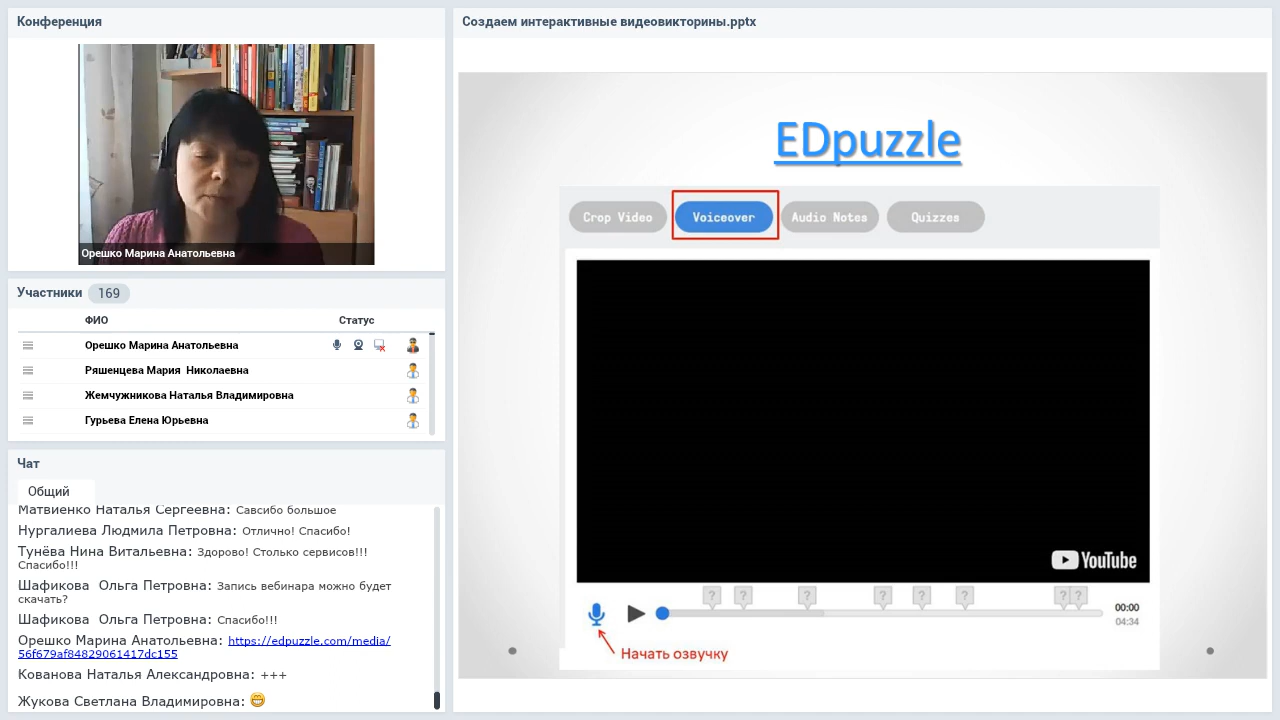 Конференция
Орешко Марина Анатольевна
Участники 169
ФИО Статус
Орешко Марина Анатольевна
Ряшенцева Мария Николаевна
Жемчужникова Наталья Владимировна
Гурьева Елена Юрьевна
Чат
Общий
Матвиенко Наталья Сергеевна: Савсибо большое
Нургалиева Людмила Петровна: Отлично! Спасибо!
Тунёва Нина Витальевна: Здорово! Столько сервисов!!!
Спасибо!!!
Шафикова Ольга Петровна: Запись вебинара можно будет
скачать?
Шафикова Ольга Петровна: Спасибо!!!
Орешко Марина Анатольевна: https://edpuzzle.com/media/
56f679af84829061417dc155
Кованова Наталья Александровна: +++
Жукова Светлана Владимировна:
Создаем интерактивные видеовикторины.pptx
EDpuzzle
Crop Video Voiceover Audio Notes Quizzes
YouTube
? ? ? ? ? ? ? ?
00:00
04:34
Начать озвучку